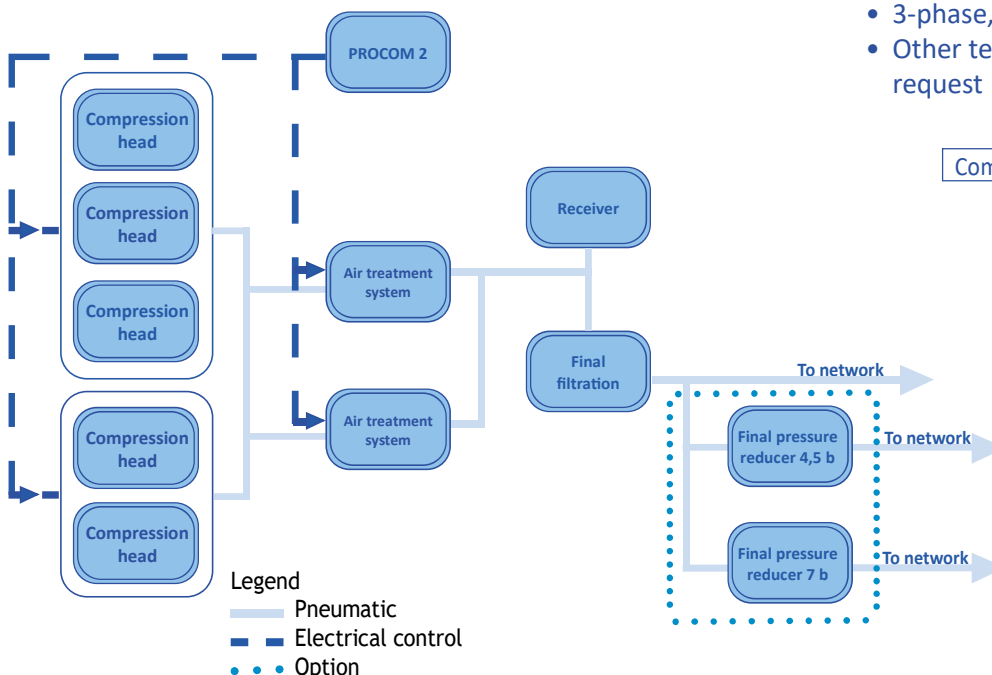 • 3-phase,
• Other te
request
Com
PROCOM 2
Compression
head
Compression
head
Compression
head
Compression
head
Compression
head
Air treatment
system
Air treatment
system
Receiver
Final
filtration
To network
Final pressure
reducer 4,5 b
To network
Final pressure
reducer 7 b
To network
Legend
Pneumatic
Electrical control
Option